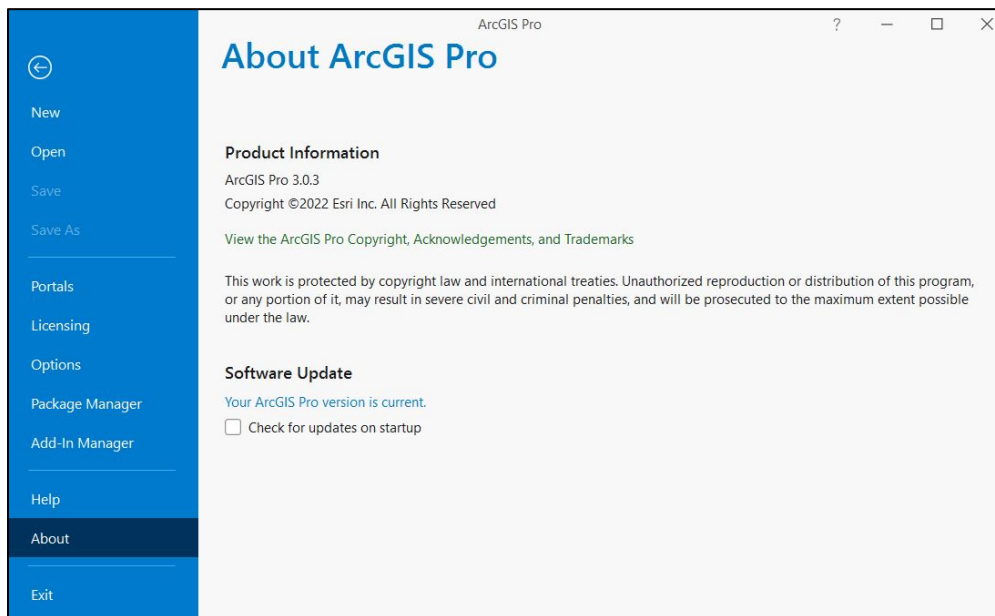 ArcGIS Pro
?
About ArcGIS Pro
New
Open
Save
Save As
Portals
Licensing
Options
Package Manager
Add-In Manager
Help
About
Exit
Product Information
ArcGIS Pro 3.0.3
Copyright ©2022 Esri Inc. All Rights Reserved
View the ArcGIS Pro Copyright, Acknowledgements, and Trademarks
This work is protected by copyright law and international treaties. Unauthorized reproduction or distribution of this program,
or any portion of it, may result in severe civil and criminal penalties, and will be prosecuted to the maximum extent possible
under the law.
Software Update
Your ArcGIS Pro version is current.
Check for updates on startup